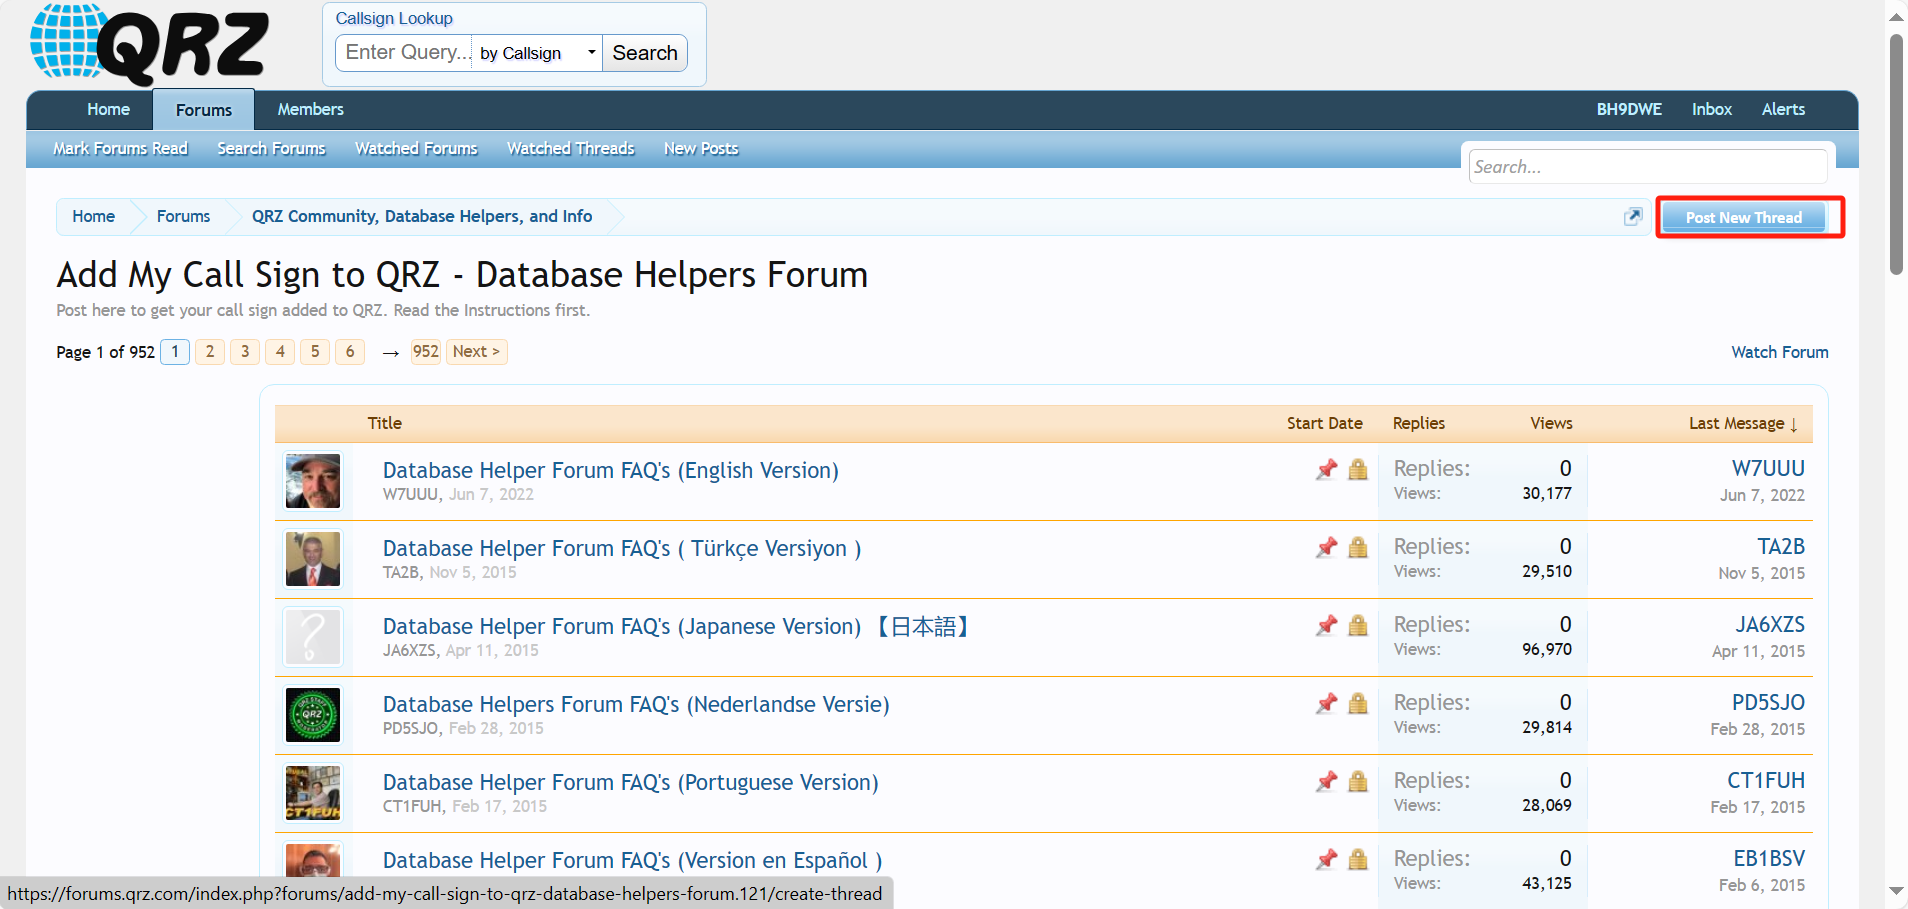 QRZ
Callsign Lookup
Enter Query... by Callsign Search
Home Forums Members BH9DWE Inbox Alerts
Mark Forums Read Search Forums Watched Forums Watched Threads New Posts
Search...
Home Forums QRZ Community, Database Helpers, and Info Post New Thread
Add My Call Sign to QRZ - Database Helpers Forum
Post here to get your call sign added to QRZ. Read the Instructions first.
Page 1 of 952 1 2 3 4 5 6 → 952 Next > Watch Forum
Title Start Date Replies Views Last Message ↓
Database Helper Forum FAQ's (English Version) Replies: 0 W7UUU
W7UUU, Jun 7, 2022 Views: 30,177 Jun 7, 2022
Database Helper Forum FAQ's ( Türkçe Versiyon ) Replies: 0 TA2B
TA2B, Nov 5, 2015 Views: 29,510 Nov 5, 2015
Database Helper Forum FAQ's (Japanese Version) 【日本語】 Replies: 0 JA6XZS
JA6XZS, Apr 11, 2015 Views: 96,970 Apr 11, 2015
Database Helpers Forum FAQ's (Nederlandse Versie) Replies: 0 PD5SJO
QRZ
PD5SJO, Feb 28, 2015 Views: 29,814 Feb 28, 2015
Database Helper Forum FAQ's (Portuguese Version) Replies: 0 CT1FUH
CT1FUH, Feb 17, 2015 Views: 28,069 Feb 17, 2015
CT1FUH
Database Helper Forum FAQ's (Version en Español ) Replies: 0 EB1BSV
Views: 43,125 Feb 6, 2015
https://forums.qrz.com/index.php?forums/add-my-call-sign-to-qrz-database-helpers-forum.121/create-thread